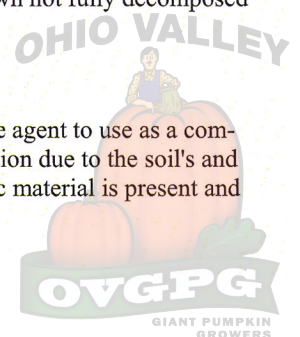 own not fully decomposed
OHIO VALLEY
e agent to use as a com-
ion due to the soil's and
c material is present and
OVGPG
GIANT PUMPKIN
GROWERS